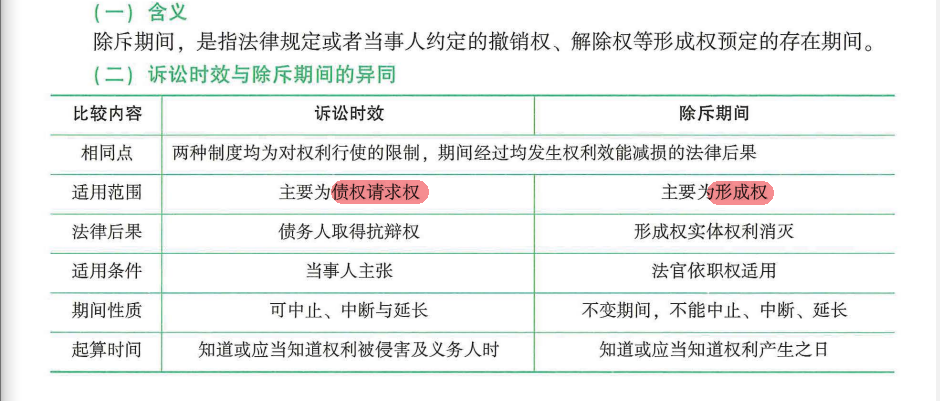 (一) 含义
除斥期间，是指法律规定或者当事人约定的撤销权、解除权等形成权预定的存在期间。
(二) 诉讼时效与除斥期间的异同
比较内容 诉讼时效 除斥期间
相同点 两种制度均为对权利行使的限制，期间经过均发生权利效能减损的法律后果
适用范围 主要为债权请求权 主要为形成权
法律后果 债务人取得抗辩权 形成权实体权利消灭
适用条件 当事人主张 法官依职权适用
期间性质 可中止、中断与延长 不变期间，不能中止、中断、延长
起算时间 知道或应当知道权利被侵害及义务人时 知道或应当知道权利产生之日